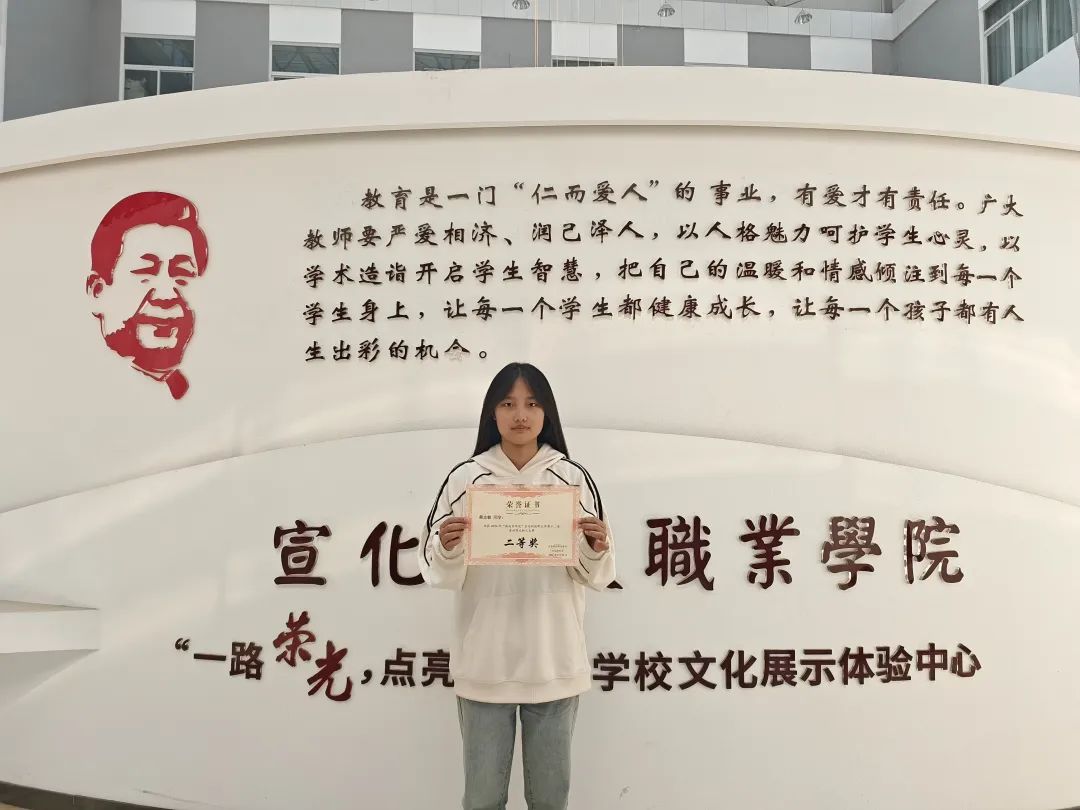 教育是一门“仁而爱人”的事业，有爱才有责任。广大
教师要严爱相济、润己泽人，以人格魅力呵护学生心灵，以
学术造诣开启学生智慧，把自己的温暖和情感倾注到每一个
学生身上，让每一个学生都健康成长，让每一个孩子都有人
生出彩的机会。
荣誉证书
同学：
二等奖
宣化 職業學院
“一路荣光，点亮 学校文化展示体验中心